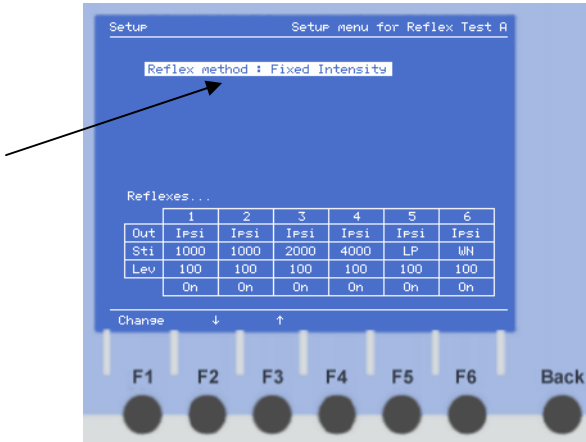 Setup Setup menu for Reflex Test A
Reflex method : Fixed Intensity
Reflexes...
1 2 3 4 5 6
Out Ipsi Ipsi Ipsi Ipsi Ipsi Ipsi
Sti 1000 1000 2000 4000 LP WN
Lev 100 100 100 100 100 100
On On On On On On
Change ↓ ↑
F1 F2 F3 F4 F5 F6 Back